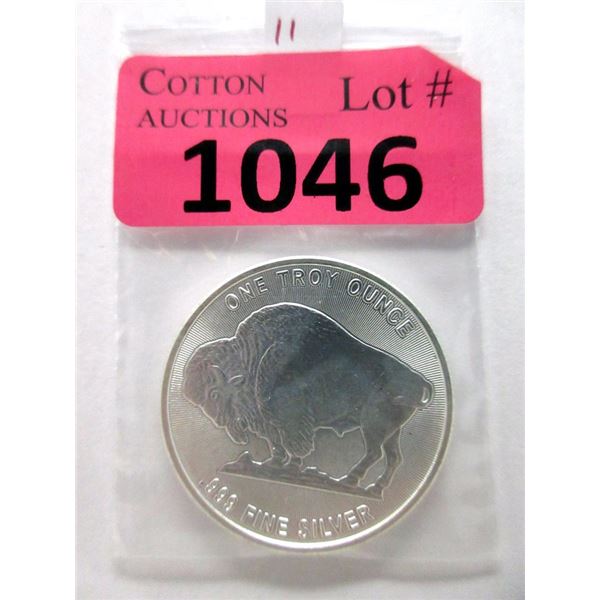 11
COTTON Lot #
AUCTIONS
1046
ONE TROY OUNCE
.999 FINE SILVER